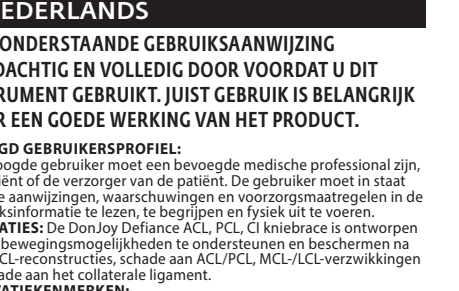 EDERLANDS
ONDERSTAANDE GEBRUIKSAANWIJZING
DACHTIG EN VOLLEDIG DOOR VOORDAT U DIT
RUMENT GEBRUIKT. JUIST GEBRUIK IS BELANGRIJK
R EEN GOEDE WERKING VAN HET PRODUCT.
GD GEBRUIKERSPROFIEL:
oogde gebruiker moet een bevoegde medische professional zijn,
iënt of de verzorger van de patiënt. De gebruiker moet in staat
e aanwijzingen, waarschuwingen en voorzorgsmaatregelen in de
ksinformatie te lezen, te begrijpen en fysiek uit te voeren.
ATIES: De DonJoy Defiance ACL, PCL, CI kniebrace is ontworpen
bewegingsmogelijkheden te ondersteunen en beschermen na
CL-reconstructies, schade aan ACL/PCL, MCL-/LCL-verzwikkingen
ade aan het collaterale ligament.
TATIEKENMERKEN: